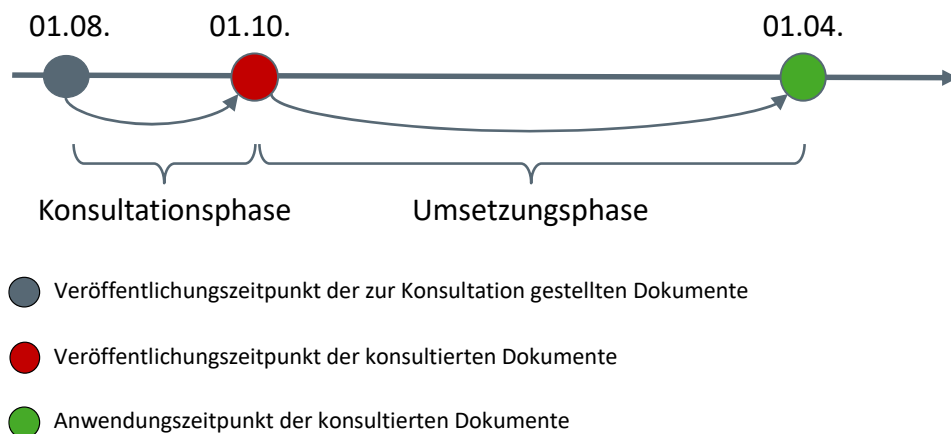 01.08. 01.10. 01.04.
Konsultationsphase Umsetzungsphase
Veröffentlichungszeitpunkt der zur Konsultation gestellten Dokumente
Veröffentlichungszeitpunkt der konsultierten Dokumente
Anwendungszeitpunkt der konsultierten Dokumente